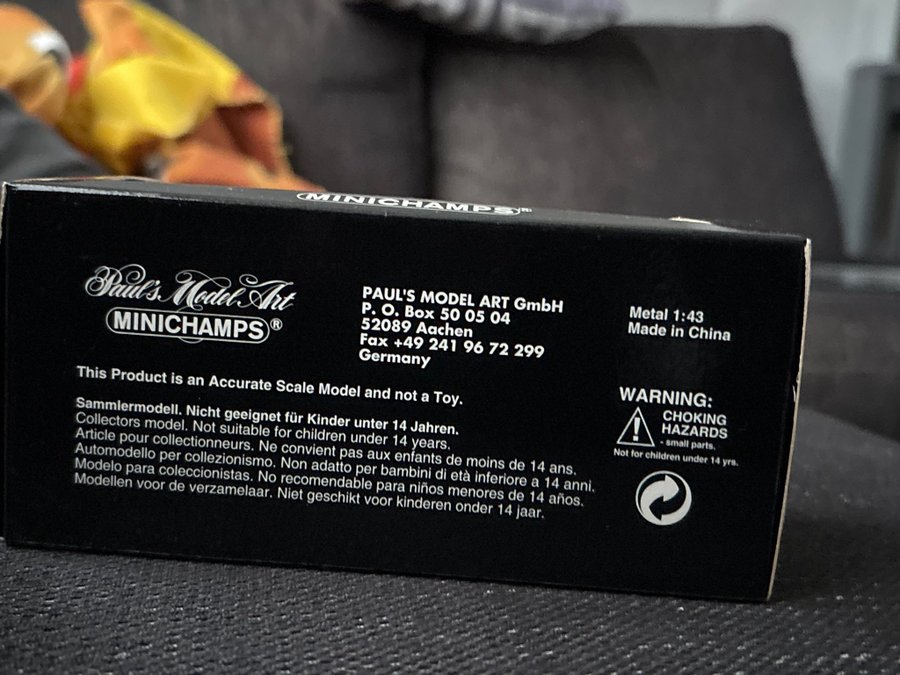 MINICHAMPS®
Paul's Model Art
MINICHAMPS®
PAUL'S MODEL ART GmbH
P. O. Box 50 05 04
52089 Aachen
Fax +49 241 96 72 299
Germany
Metal 1:43
Made in China
This Product is an Accurate Scale Model and not a Toy.
Sammlermodell. Nicht geeignet für Kinder unter 14 Jahren.
Collectors model. Not suitable for children under 14 years.
Article pour collectionneurs. Ne convient pas aux enfants de moins de 14 ans.
Automodello per collezionismo. Non adatto per bambini di età inferiore a 14 anni.
Modelo para coleccionistas. No recomendable para niños menores de 14 años.
Modellen voor de verzamelaar. Niet geschikt voor kinderen onder 14 jaar.
WARNING:
CHOKING
HAZARDS
- small parts.
Not for children under 14 yrs.